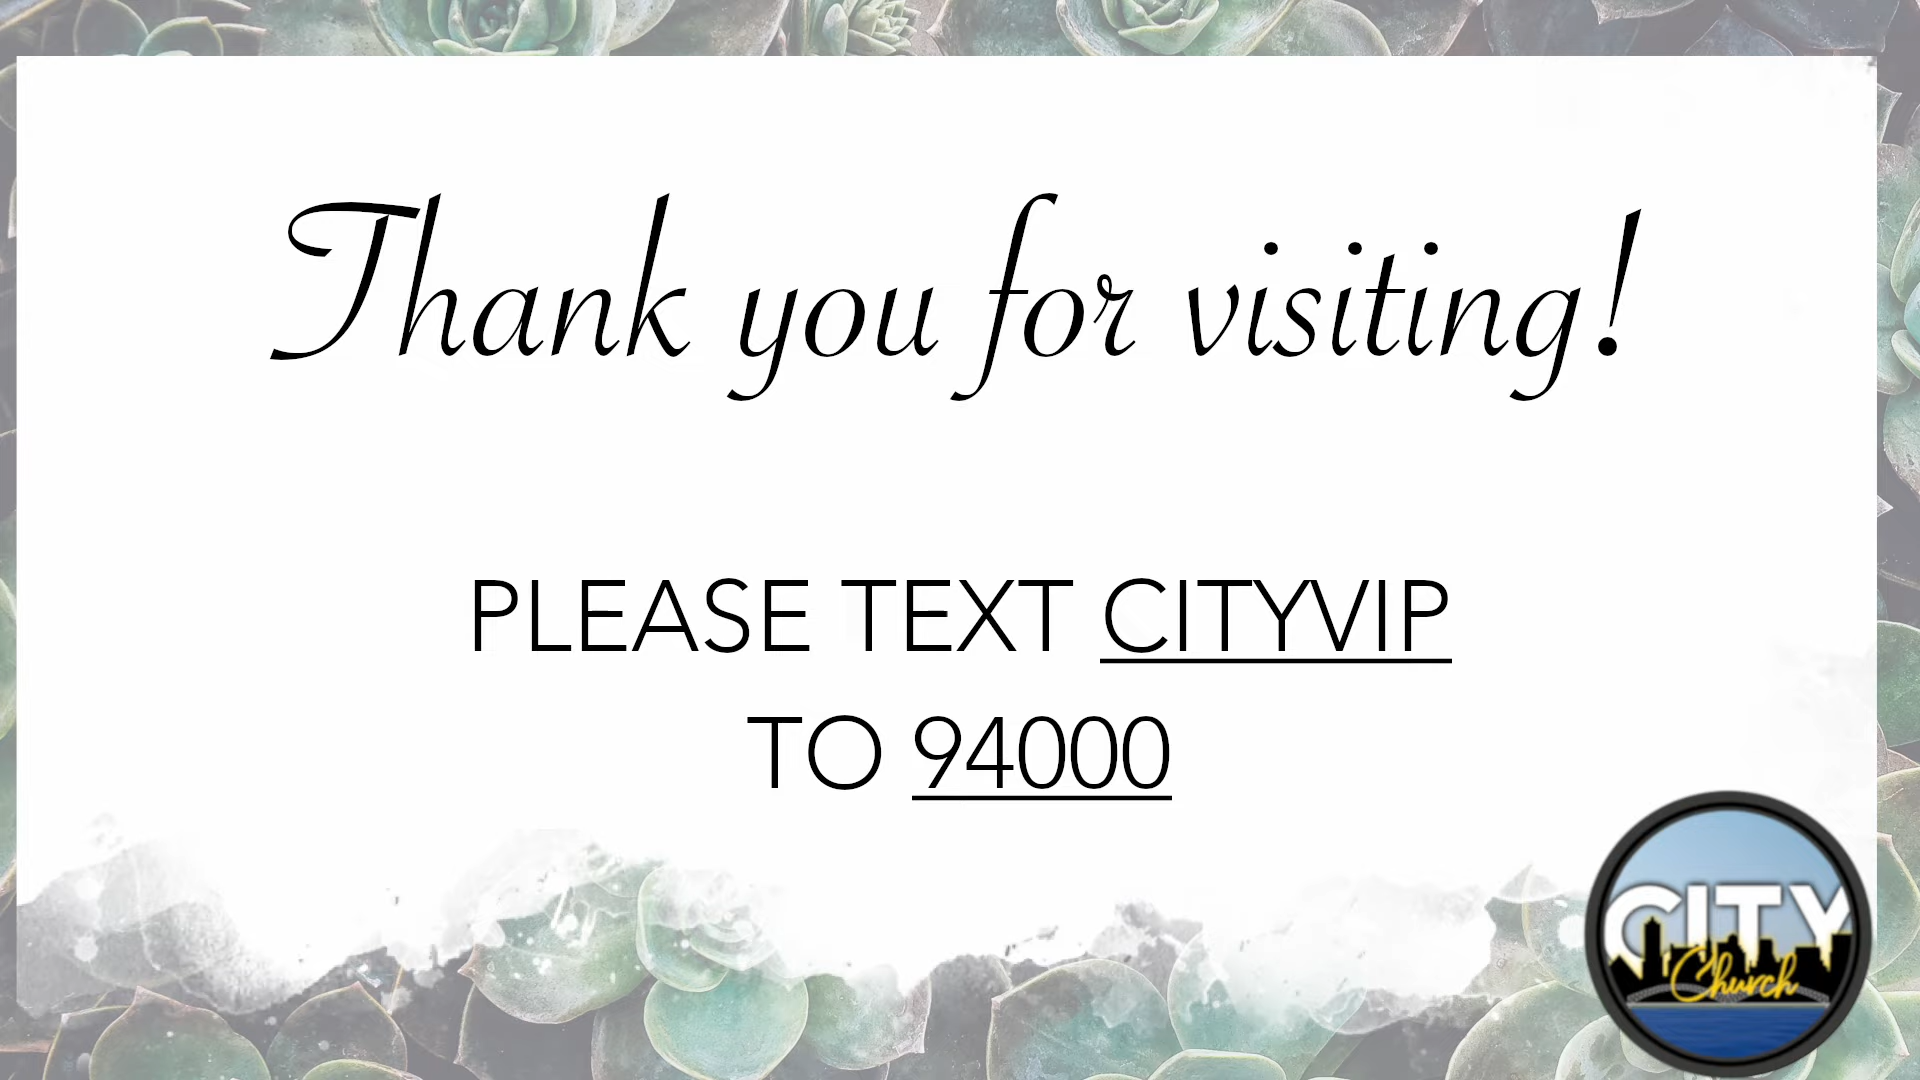 Thank you for visiting!
PLEASE TEXT CITYVIP
TO 94000
CITY
Church